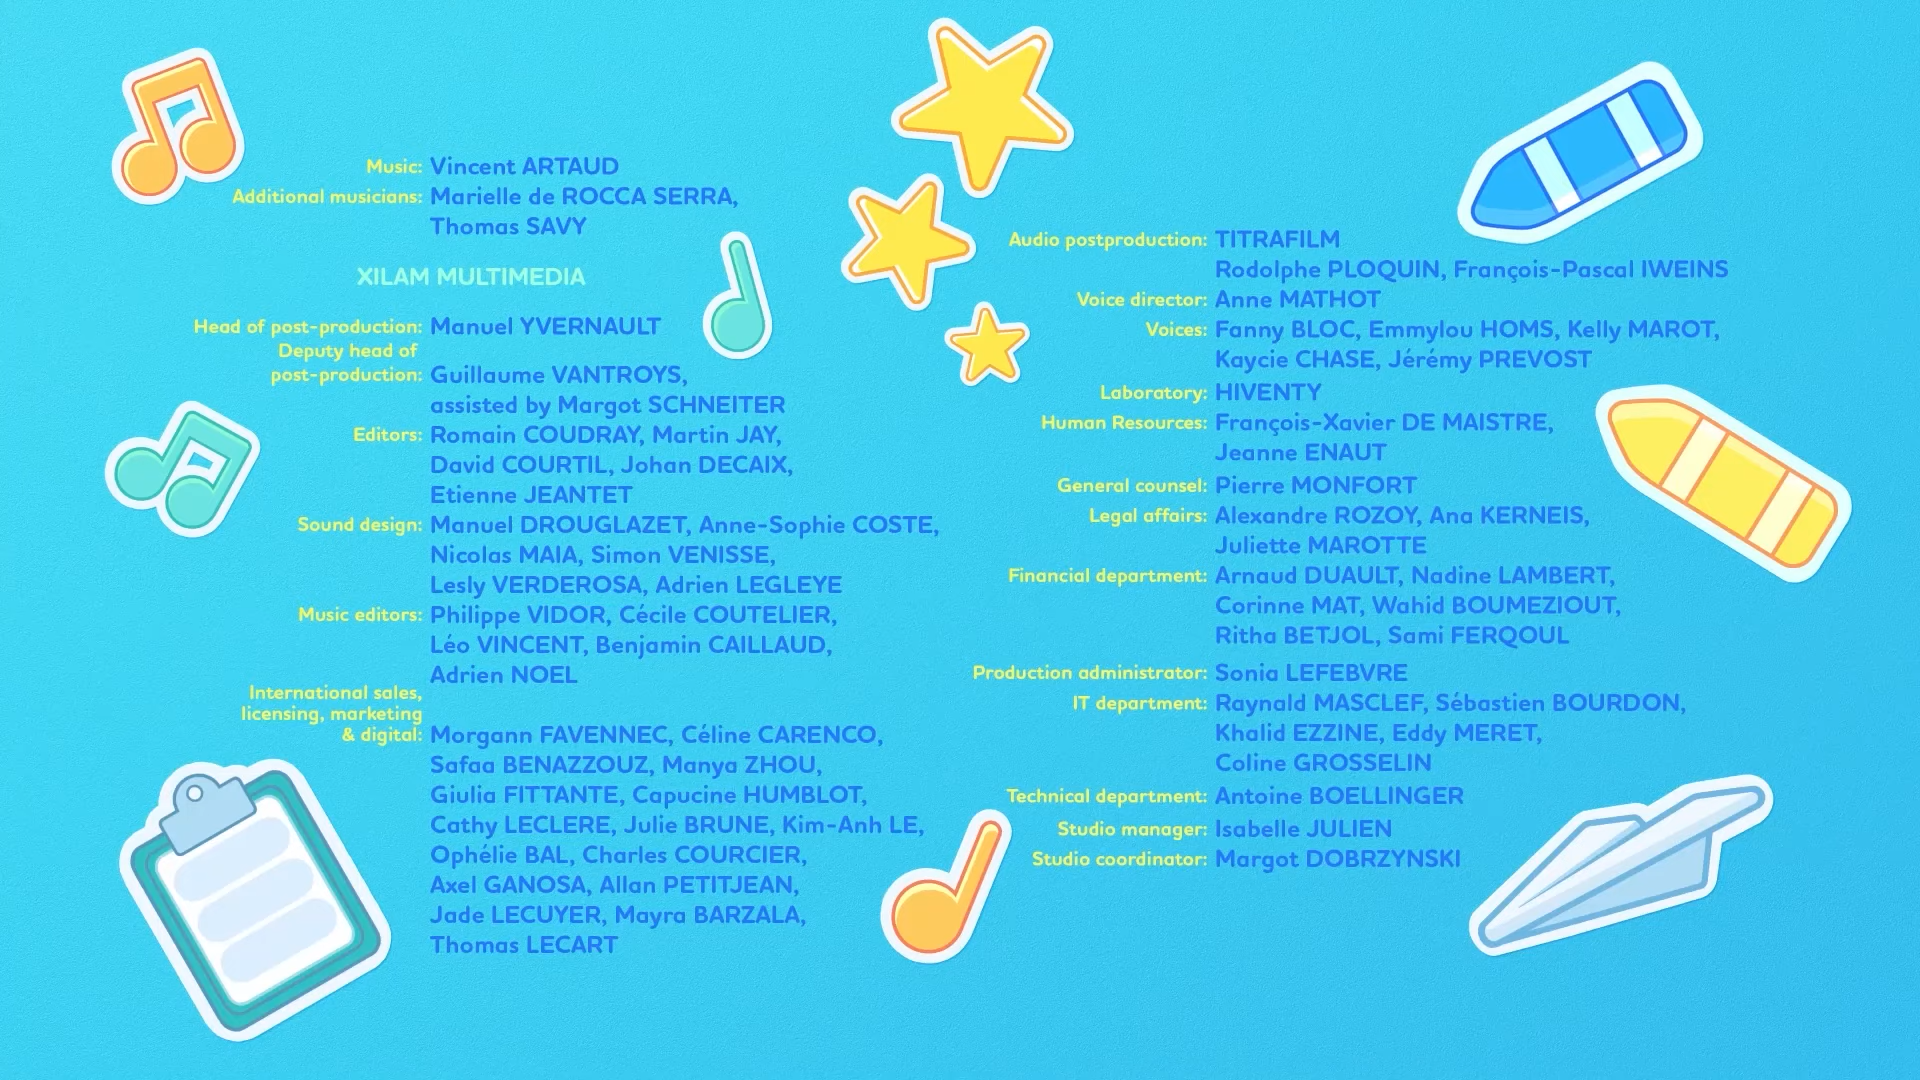 Music: Vincent ARTAUD
Additional musicians: Marielle de ROCCA SERRA,
Thomas SAVY
XILAM MULTIMEDIA
Head of post-production: Manuel YVERNAULT
Deputy head of
post-production: Guillaume VANTROYS,
assisted by Margot SCHNEITER
Editors: Romain COUDRAY, Martin JAY,
David COURTIL, Johan DECAIX,
Etienne JEANTET
Sound design: Manuel DROUGLAZET, Anne-Sophie COSTE,
Nicolas MAIA, Simon VENISSE,
Lesly VERDEROSA, Adrien LEGLEYE
Music editors: Philippe VIDOR, Cécile COUTELIER,
Léo VINCENT, Benjamin CAILLAUD,
Adrien NOEL
International sales,
licensing, marketing
& digital: Morgann FAVENNEC, Céline CARENCO,
Safaa BENAZZOUZ, Manya ZHOU,
Giulia FITTANTE, Capucine HUMBLOT,
Cathy LECLERE, Julie BRUNE, Kim-Anh LE,
Ophélie BAL, Charles COURCIER,
Axel GANOSA, Allan PETITJEAN,
Jade LECUYER, Mayra BARZALA,
Thomas LECART
Audio postproduction: TITRAFILM
Rodolphe PLOQUIN, François-Pascal IWEINS
Voice director: Anne MATHOT
Voices: Fanny BLOC, Emmylou HOMS, Kelly MAROT,
Kaycie CHASE, Jérémy PREVOST
Laboratory: HIVENTY
Human Resources: François-Xavier DE MAISTRE,
Jeanne ENAUT
General counsel: Pierre MONFORT
Legal affairs: Alexandre ROZOY, Ana KERNEIS,
Juliette MAROTTE
Financial department: Arnaud DUAULT, Nadine LAMBERT,
Corinne MAT, Wahid BOUMEZIOUT,
Ritha BETJOL, Sami FERQOUL
Production administrator: Sonia LEFEBVRE
IT department: Raynald MASCLEF, Sébastien BOURDON,
Khalid EZZINE, Eddy MERET,
Coline GROSSELIN
Technical department: Antoine BOELLINGER
Studio manager: Isabelle JULIEN
Studio coordinator: Margot DOBRZYNSKI